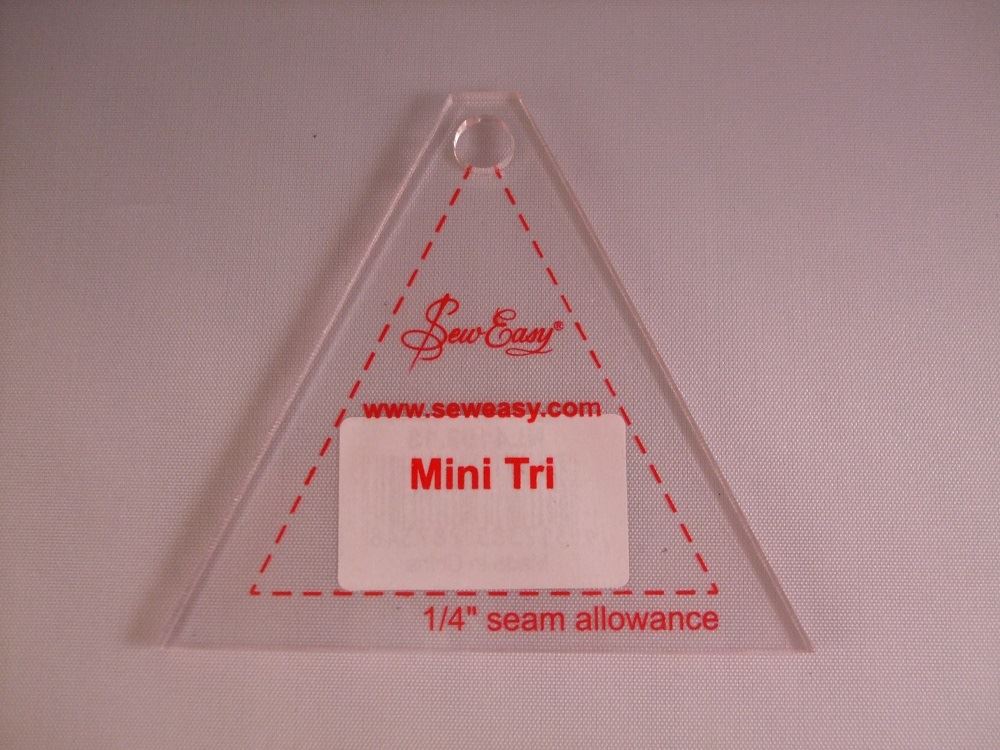 Sew Easy®
www.seweasy.com
Mini Tri
1/4" seam allowance